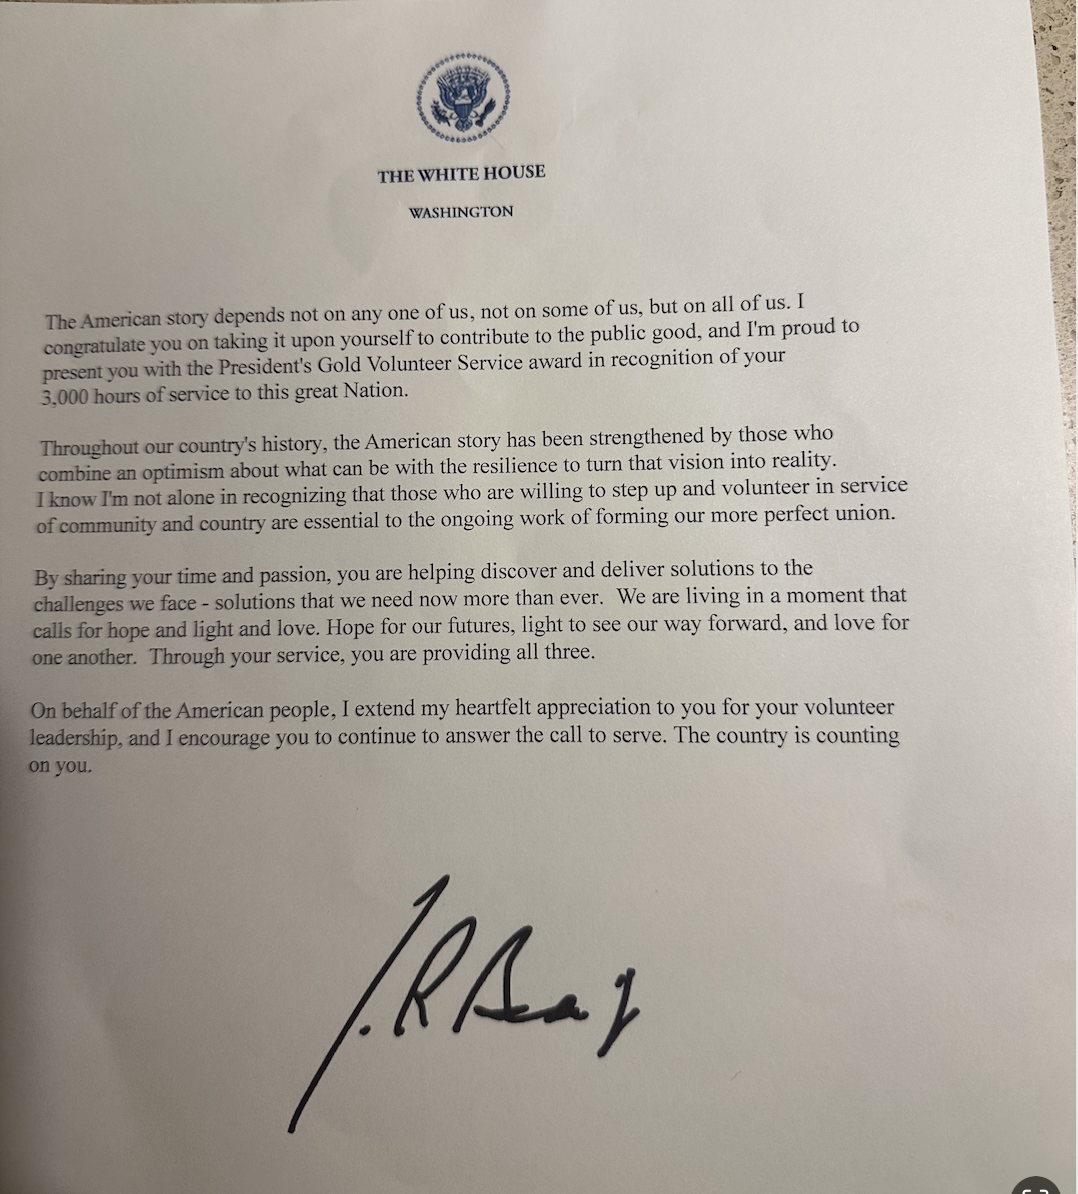 THE WHITE HOUSE
WASHINGTON
The American story depends not on any one of us, not on some of us, but on all of us. I
congratulate you on taking it upon yourself to contribute to the public good, and I'm proud to
present you with the President's Gold Volunteer Service award in recognition of your
3,000 hours of service to this great Nation.
Throughout our country's history, the American story has been strengthened by those who
combine an optimism about what can be with the resilience to turn that vision into reality.
I know I'm not alone in recognizing that those who are willing to step up and volunteer in service
of community and country are essential to the ongoing work of forming our more perfect union.
By sharing your time and passion, you are helping discover and deliver solutions to the
challenges we face - solutions that we need now more than ever.  We are living in a moment that
calls for hope and light and love. Hope for our futures, light to see our way forward, and love for
one another.  Through your service, you are providing all three.
On behalf of the American people, I extend my heartfelt appreciation to you for your volunteer
leadership, and I encourage you to continue to answer the call to serve. The country is counting
on you.